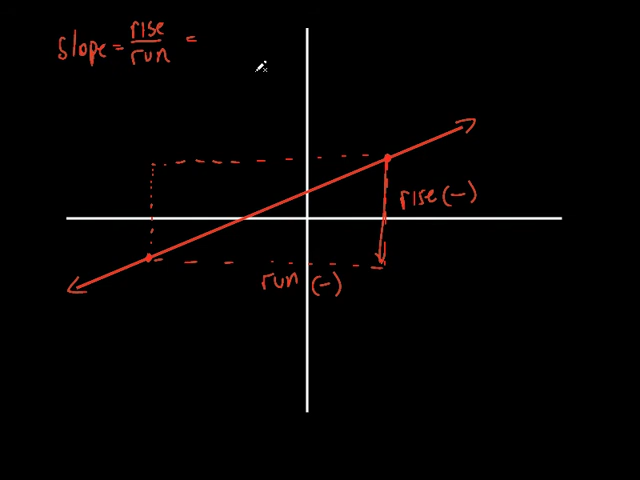 slope = rise/run =
rise (-)
run (-)